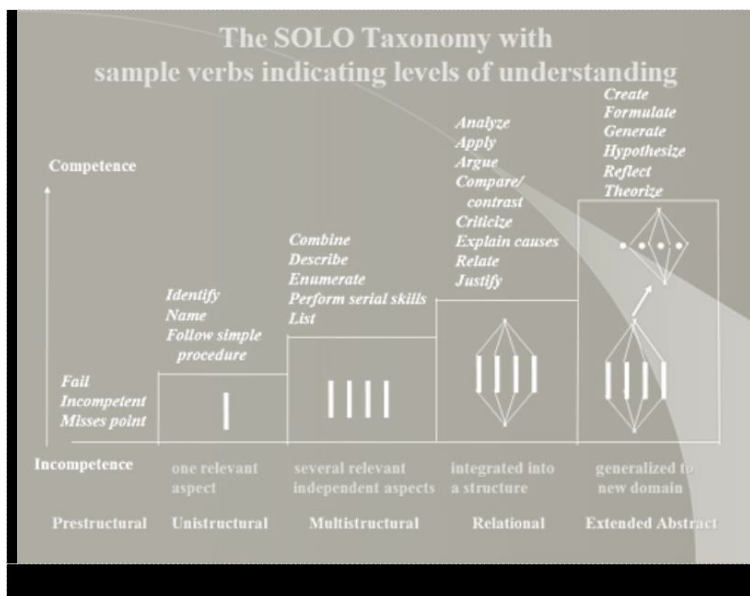 The SOLO Taxonomy with
sample verbs indicating levels of understanding
Competence
Fail
Incompetent
Misses point
Incompetence
Prestructural
Identify
Name
Follow simple
procedure
one relevant
aspect
Unistructural
Combine
Describe
Enumerate
Perform serial skills
List
several relevant
independent aspects
Multistructural
Analyze
Apply
Argue
Compare/
contrast
Criticize
Explain causes
Relate
Justify
integrated into
a structure
Relational
Create
Formulate
Generate
Hypothesize
Reflect
Theorize
generalized to
new domain
Extended Abstract